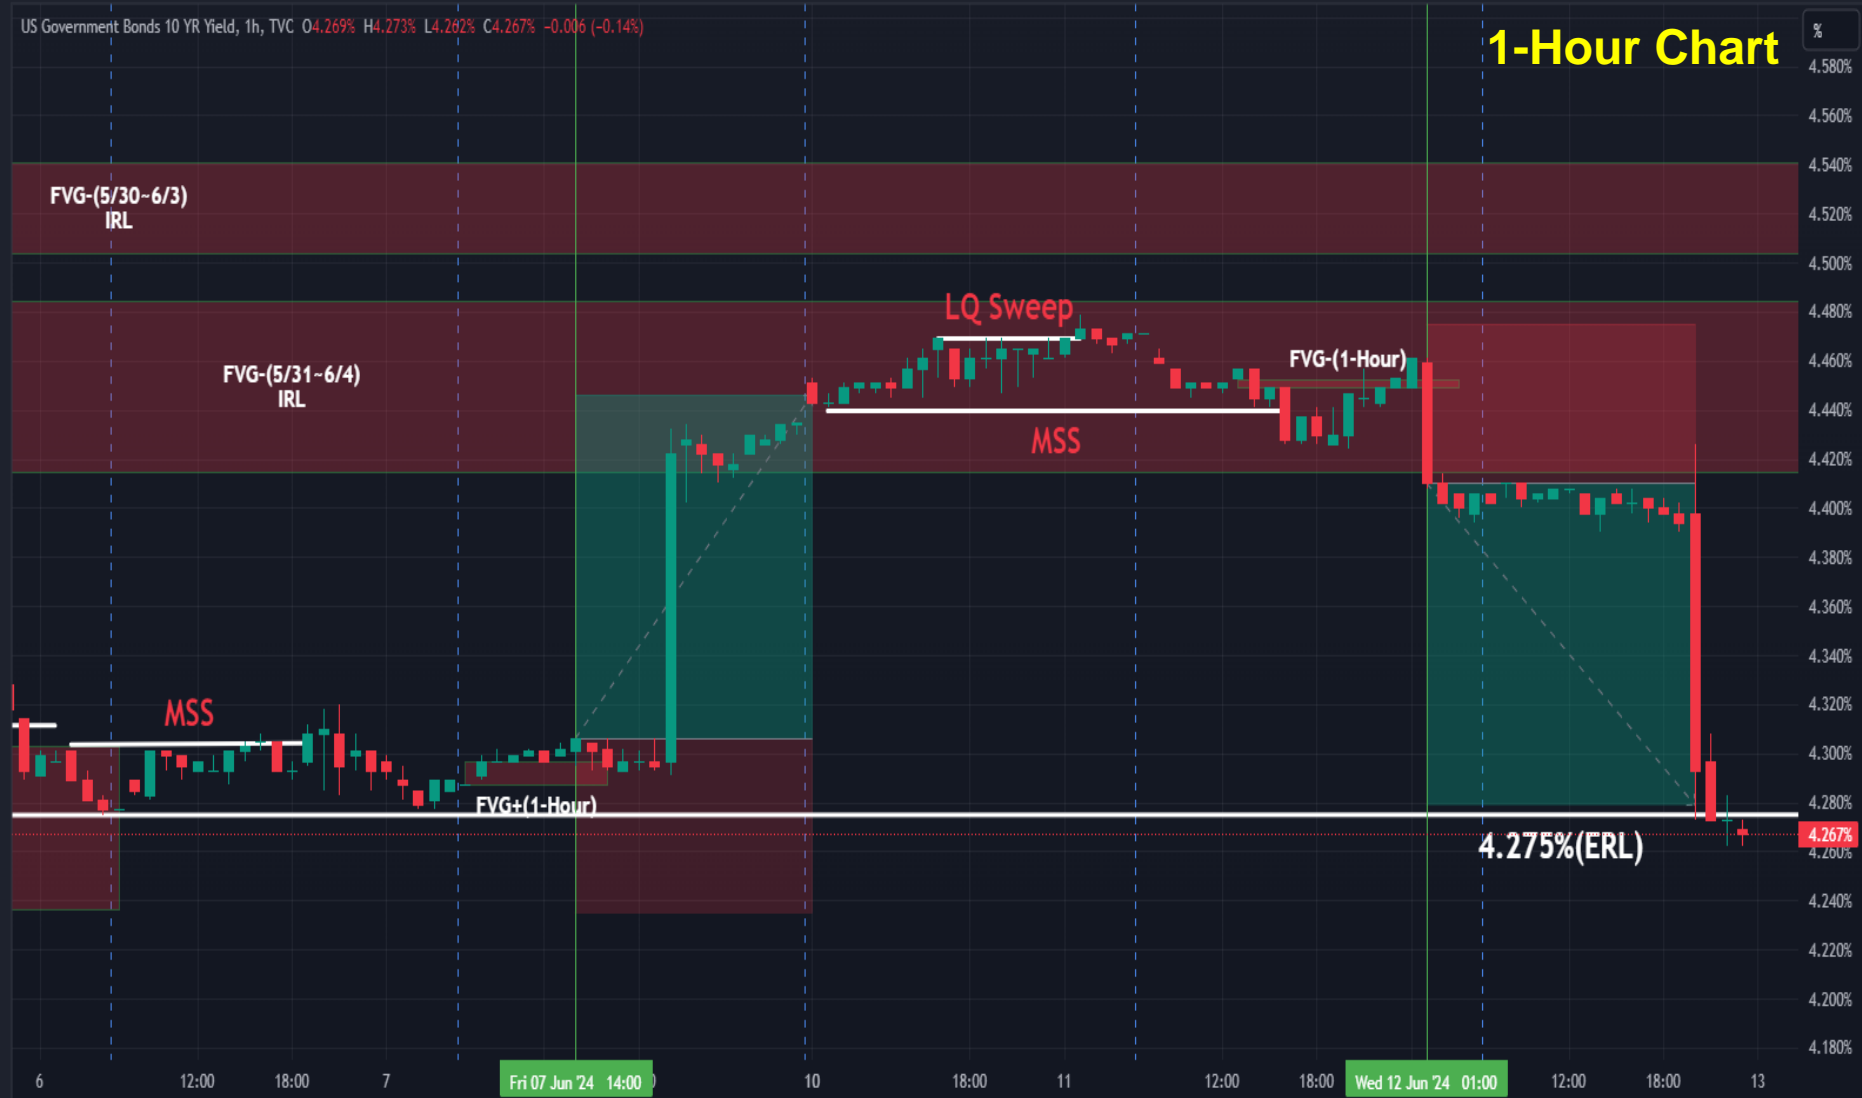 US Government Bonds 10 YR Yield, 1h, TVC O4.269% H4.273% L4.262% C4.267% −0.006 (−0.14%)
1-Hour Chart
%
4.580%
4.560%
4.540%
FVG-(5/30~6/3)
IRL
4.520%
4.500%
4.480%
LQ Sweep
4.460%
FVG-(1-Hour)
FVG-(5/31~6/4)
IRL
4.440%
MSS
4.420%
4.400%
4.380%
4.360%
4.340%
4.320%
MSS
4.300%
4.280%
FVG+(1-Hour)
4.267%
4.275%(ERL)
4.260%
4.240%
4.220%
4.200%
4.180%
6 12:00 18:00 7 Fri 07 Jun '24 14:00 10 18:00 11 12:00 18:00 Wed 12 Jun '24 01:00 12:00 18:00 13